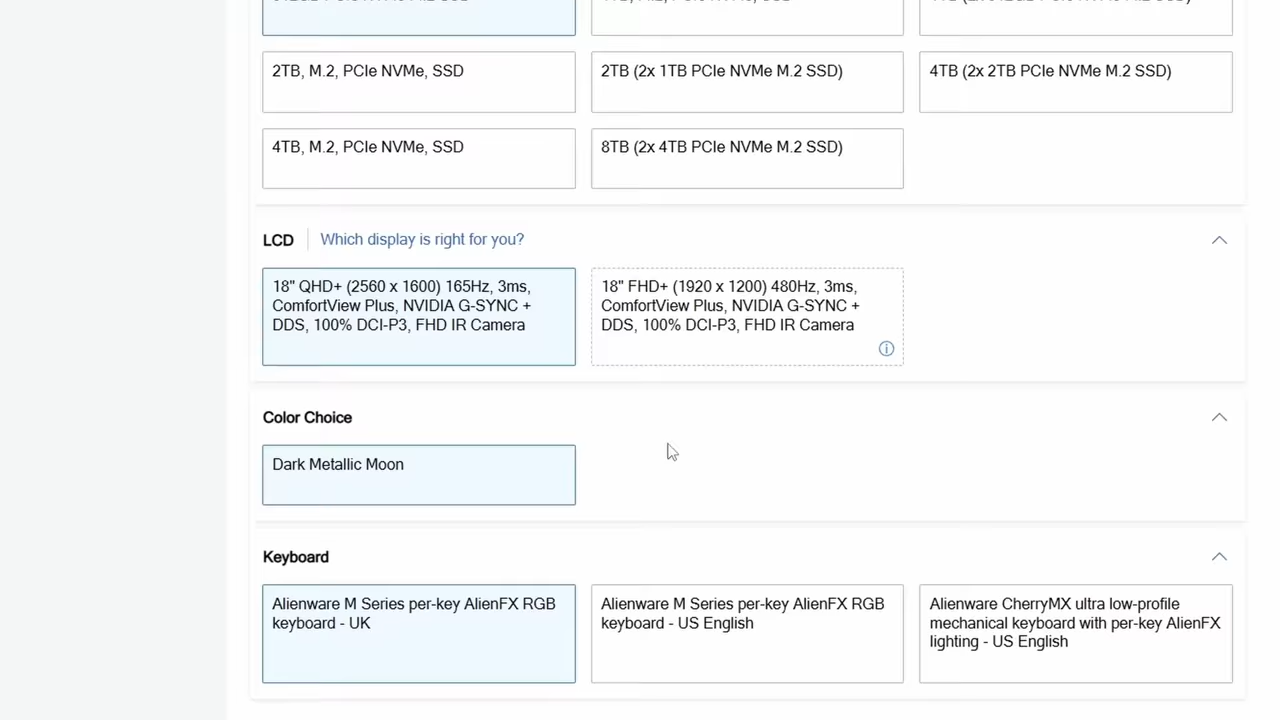 2TB, M.2, PCIe NVMe, SSD
2TB (2x 1TB PCIe NVMe M.2 SSD)
4TB (2x 2TB PCIe NVMe M.2 SSD)
4TB, M.2, PCIe NVMe, SSD
8TB (2x 4TB PCIe NVMe M.2 SSD)
LCD
Which display is right for you?
18" QHD+ (2560 x 1600) 165Hz, 3ms,
ComfortView Plus, NVIDIA G-SYNC +
DDS, 100% DCI-P3, FHD IR Camera
18" FHD+ (1920 x 1200) 480Hz, 3ms,
ComfortView Plus, NVIDIA G-SYNC +
DDS, 100% DCI-P3, FHD IR Camera
Color Choice
Dark Metallic Moon
Keyboard
Alienware M Series per-key AlienFX RGB
keyboard - UK
Alienware M Series per-key AlienFX RGB
keyboard - US English
Alienware CherryMX ultra low-profile
mechanical keyboard with per-key AlienFX
lighting - US English